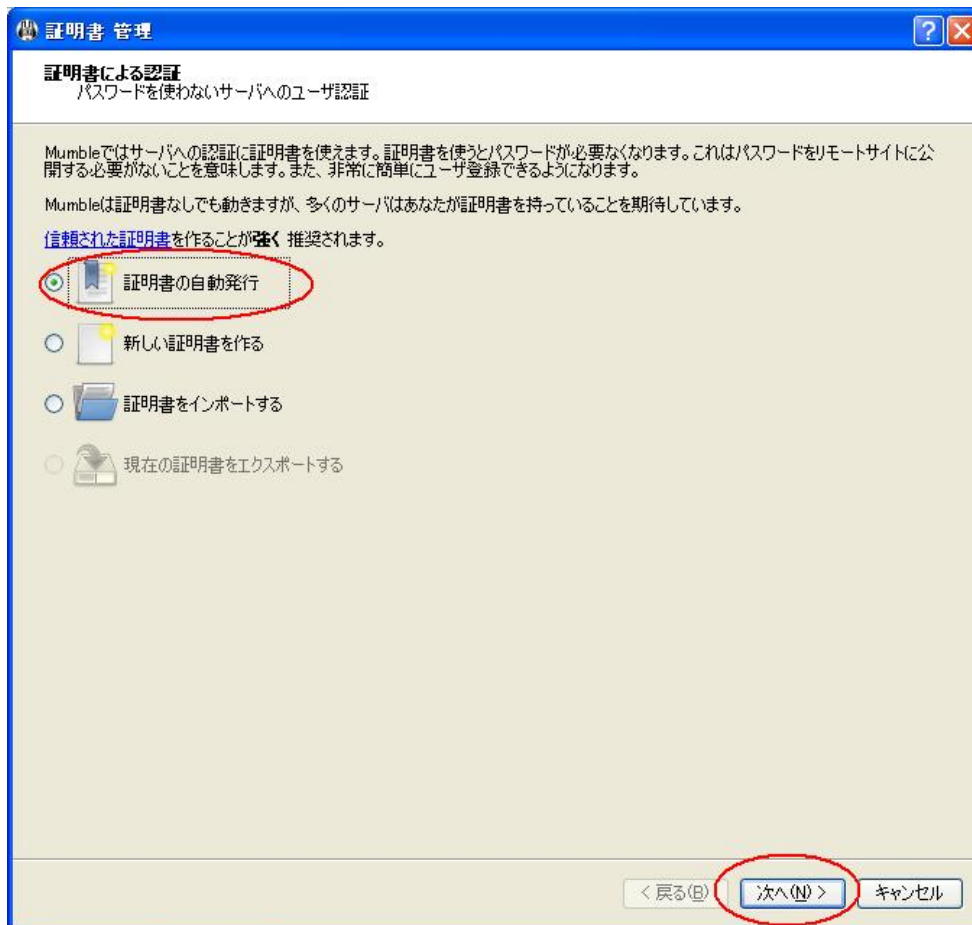 証明書 管理
証明書による認証
パスワードを使わないサーバへのユーザ認証
Mumbleではサーバへの認証に証明書を使えます。証明書を使うとパスワードが必要なくなります。これはパスワードをリモートサイトに公
開する必要がないことを意味します。また、非常に簡単にユーザ登録できるようになります。
Mumbleは証明書なしでも動きますが、多くのサーバはあなたが証明書を持っていることを期待しています。
信頼された証明書を作ることが強く 推奨されます。
証明書の自動発行
新しい証明書を作る
証明書をインポートする
現在の証明書をエクスポートする
< 戻る(B) 次へ(N) > キャンセル